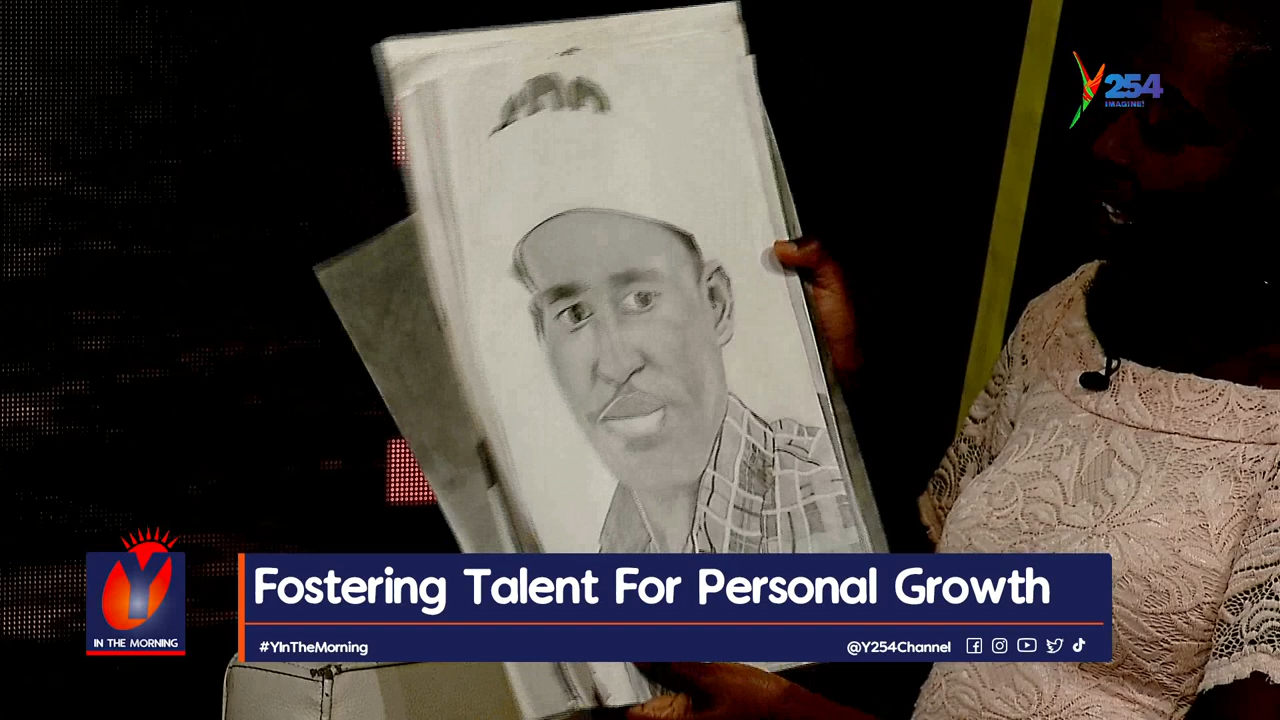 Y254
IMAGINE!
Fostering Talent For Personal Growth
Y
IN THE MORNING
#YInTheMorning
@Y254Channel